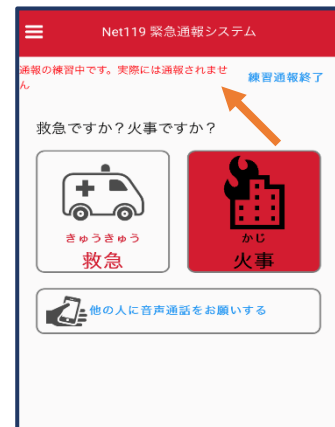 Net119 緊急通報システム
通報の練習中です。実際には通報されませ
ん
練習通報終了
救急ですか？火事ですか？
きゅうきゅう
救急
かじ
火事
他の人に音声通話をお願いする